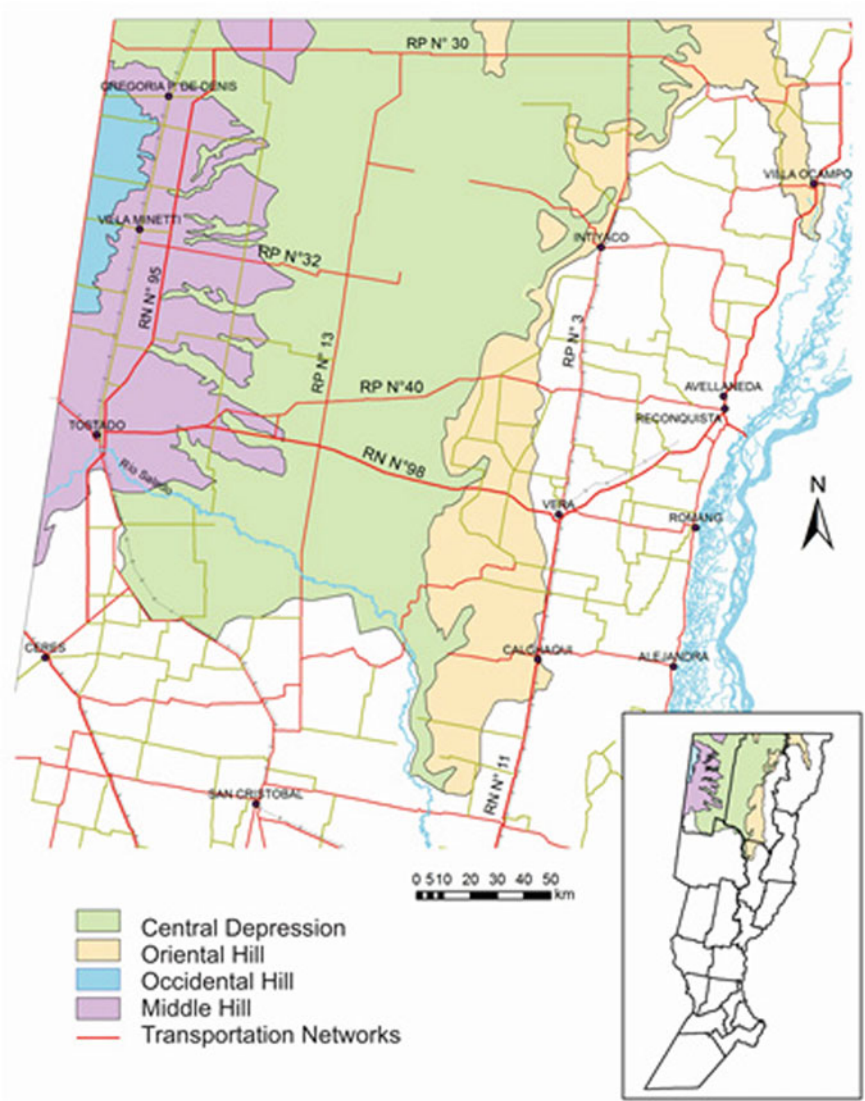 RP N° 30
GREGORIA P. DE-DENIS
VILLA OCAMPO
VILLA MINETTI
INTIYACO
RP N°32
RN N° 95
RP N° 13
RP N° 3
RP N°40
AVELLANEDA
RECONQUISTA
TOSTADO
RN N°98
Río Salado
VERA
ROMANG
N
CERES
CALCHAQUI
ALEJANDRA
RN N° 11
SAN CRISTOBAL
0 5 10 20 30 40 50
km
Central Depression
Oriental Hill
Occidental Hill
Middle Hill
Transportation Networks